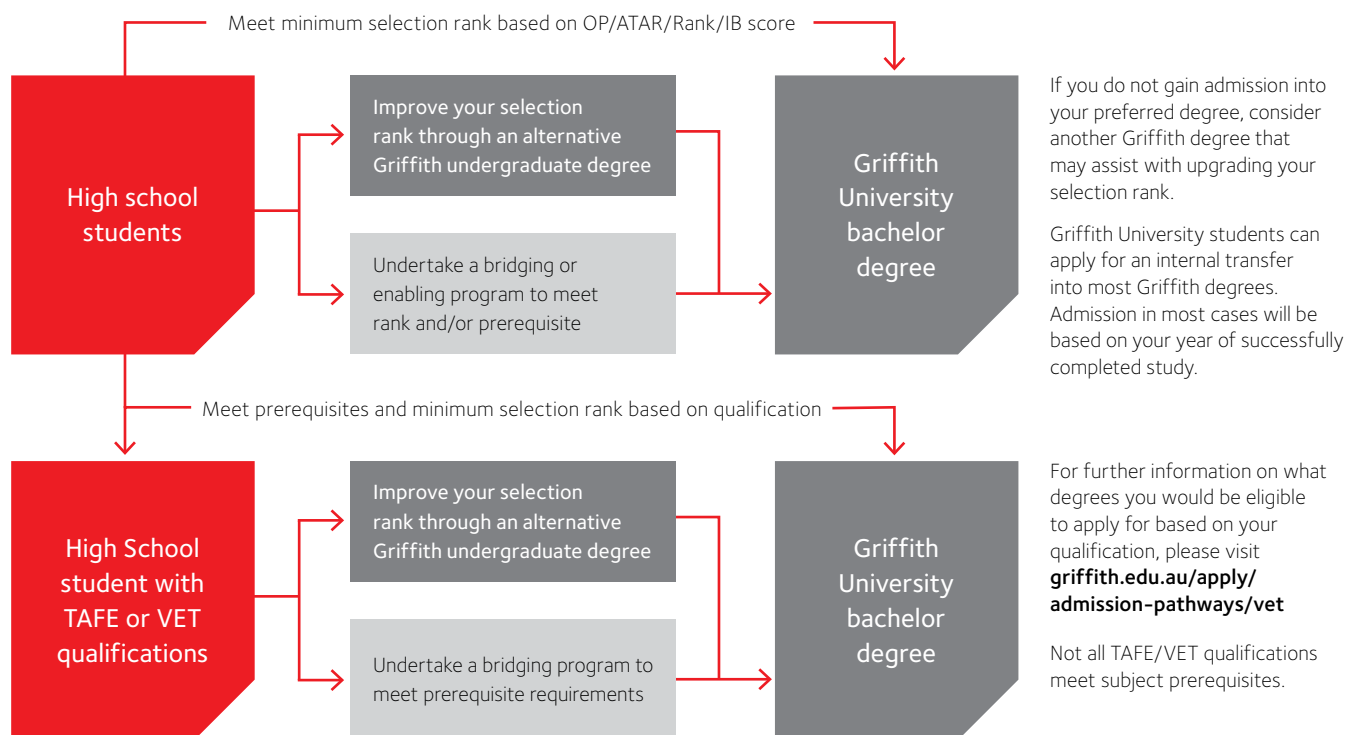 Meet minimum selection rank based on OP/ATAR/Rank/IB score
High school
students
Improve your selection
rank through an alternative
Griffith undergraduate degree
Undertake a bridging or
enabling program to meet
rank and/or prerequisite
Griffith
University
bachelor
degree
If you do not gain admission into
your preferred degree, consider
another Griffith degree that
may assist with upgrading your
selection rank.
Griffith University students can
apply for an internal transfer
into most Griffith degrees.
Admission in most cases will be
based on your year of successfully
completed study.
Meet prerequisites and minimum selection rank based on qualification
High School
student with
TAFE or VET
qualifications
Improve your selection
rank through an alternative
Griffith undergraduate degree
Undertake a bridging program to
meet prerequisite requirements
Griffith
University
bachelor
degree
For further information on what
degrees you would be eligible
to apply for based on your
qualification, please visit
griffith.edu.au/apply/
admission-pathways/vet
Not all TAFE/VET qualifications
meet subject prerequisites.